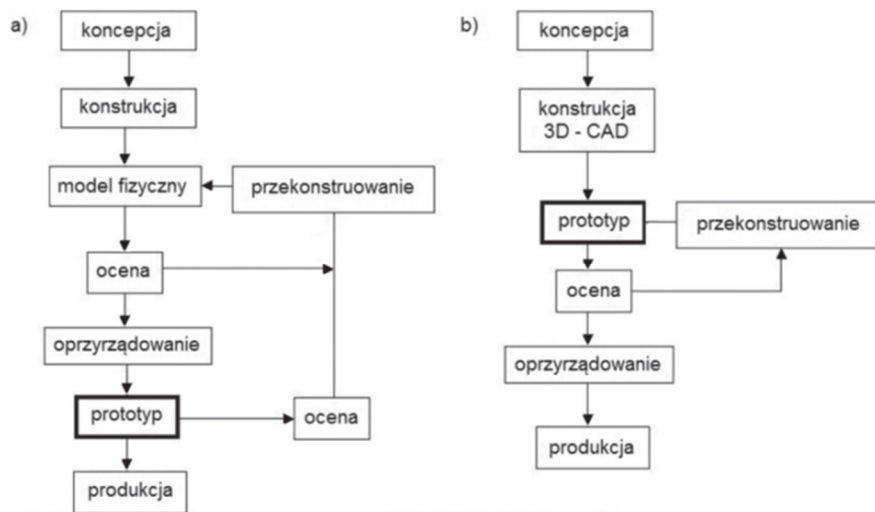 a)
koncepcja
konstrukcja
model fizyczny
przekonstruowanie
ocena
oprzyrządowanie
prototyp
ocena
produkcja
b)
koncepcja
konstrukcja
3D - CAD
prototyp
przekonstruowanie
ocena
oprzyrządowanie
produkcja